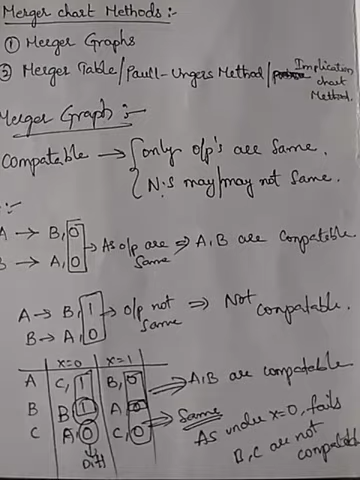 Merger chart Methods:-
① Merger Graphs
② Merger Table/Paull-Ungers Method/ Implication chart Method.
Merger Graph:-
Compatable → only o/p's are same.
N.S may/may not same.
:-
A → B, 0
B → A, 0
→ As o/p are same ⇒ A, B are compatable.
A → B, 1
B → A, 0
→ o/p not same ⇒ Not compatable.
x=0 x=1
A C, 1 B, 0
B B 1 A, 0
C A, 0 C, 0
⇒ A,B are compatable.
⇒ Same
Diff
As under x=0, fails
B, C are not compatable